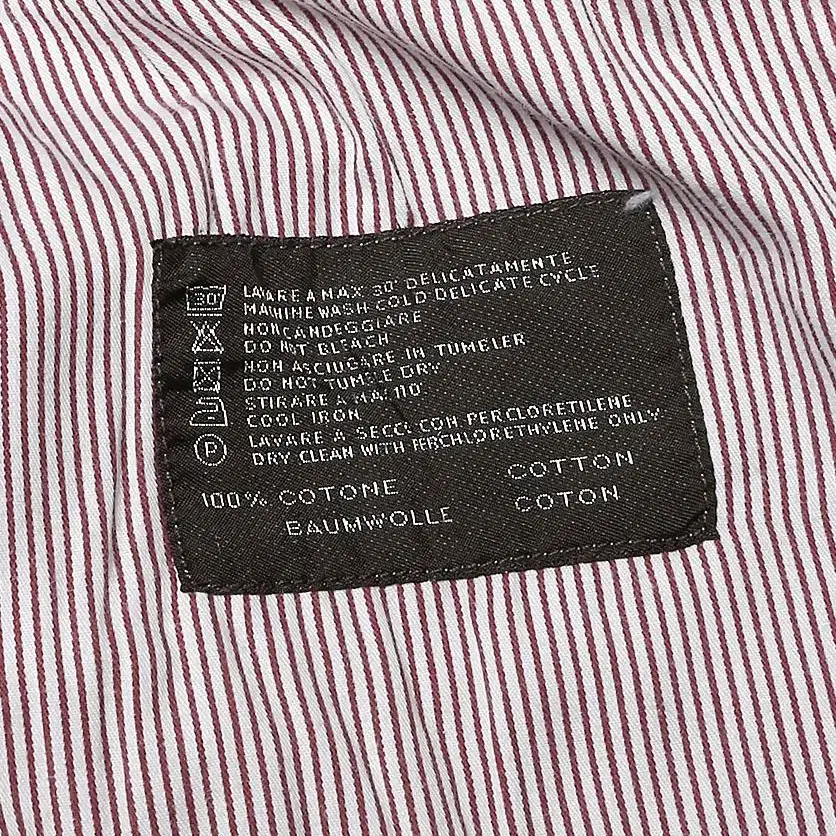 30°
LAVARE A MAX 30° DELICATAMENTE
MACHINE WASH COLD DELICATE CYCLE
NON CANDEGGIARE
DO NOT BLEACH
NON ASCIUGARE IN TUMBLER
DO NOT TUMBLE DRY
STIRARE A MAX 110°
COOL IRON
P
LAVARE A SECCO CON PERCLORETILENE
DRY CLEAN WITH PERCHLORETHYLENE ONLY
100% COTONE COTTON
BAUMWOLLE COTON